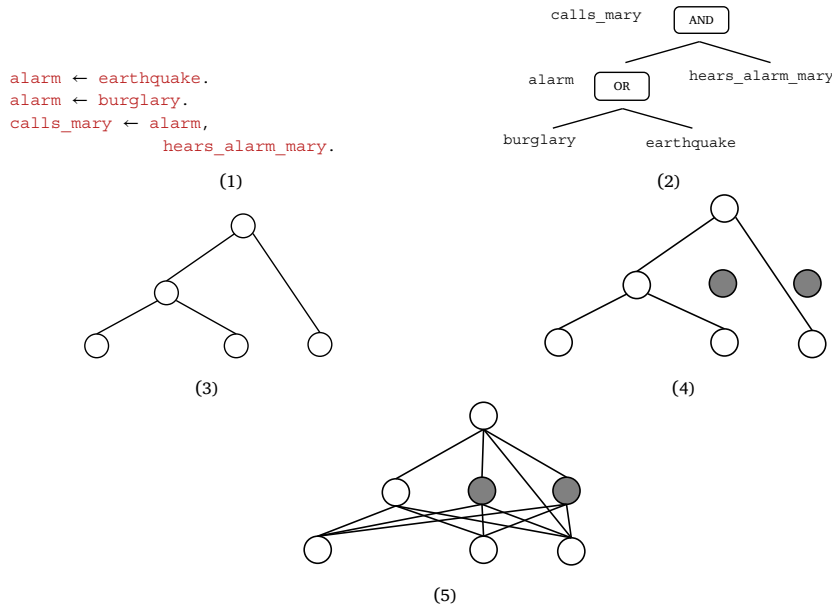 calls_mary
AND
alarm ← earthquake.
alarm ← burglary.
calls_mary ← alarm,
hears_alarm_mary.
alarm
OR
hears_alarm_mary
burglary
earthquake
(1)
(2)
(3)
(4)
(5)